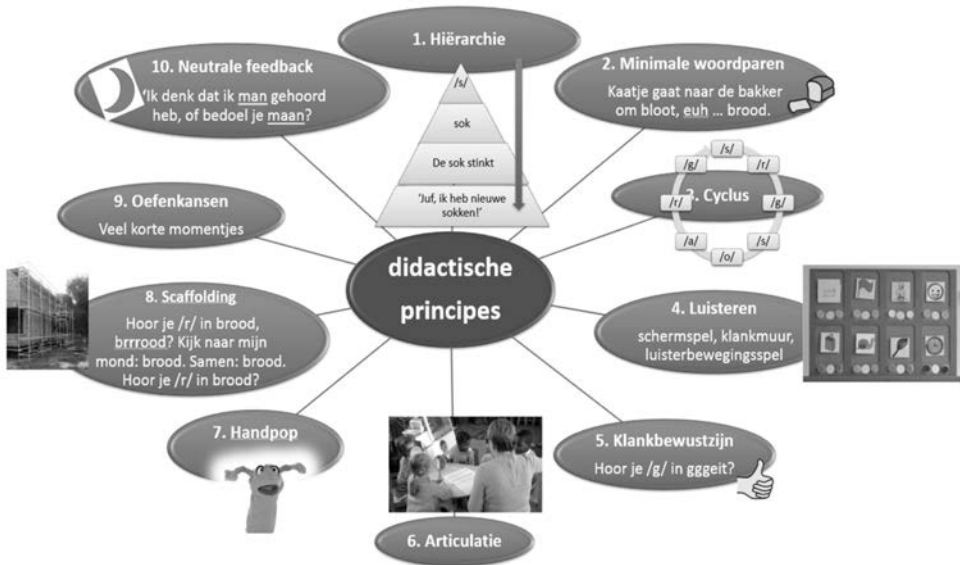 1. Hiërarchie
/s/
sok
De sok stinkt
'Juf, ik heb nieuwe
sokken!'
2. Minimale woordparen
Kaatje gaat naar de bakker
om bloot, euh ... brood.
3. Cyclus
/s/
/r/
/g/
/s/
/o/
/a/
/r/
/g/
4. Luisteren
schermspel, klankmuur,
luisterbewegingsspel
5. Klankbewustzijn
Hoor je /g/ in gggeit?
6. Articulatie
7. Handpop
8. Scaffolding
Hoor je /r/ in brood,
brrrood? Kijk naar mijn
mond: brood. Samen: brood.
Hoor je /r/ in brood?
9. Oefenkansen
Veel korte momentjes
10. Neutrale feedback
'Ik denk dat ik man gehoord
heb, of bedoel je maan?
didactische
principes